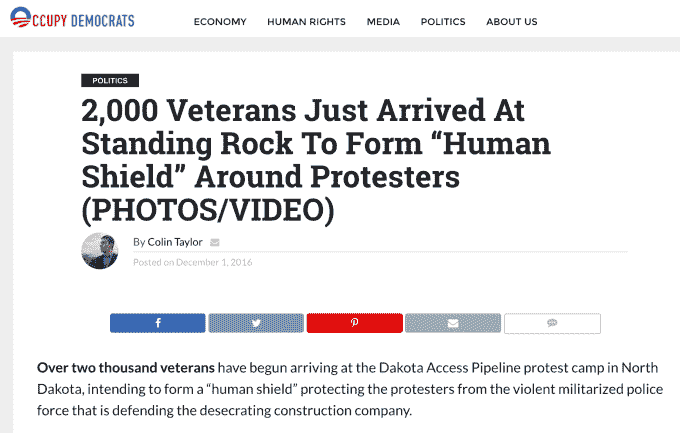 OCCUPY DEMOCRATS
ECONOMY HUMAN RIGHTS MEDIA POLITICS ABOUT US
POLITICS
2,000 Veterans Just Arrived At
Standing Rock To Form “Human
Shield” Around Protesters
(PHOTOS/VIDEO)
By Colin Taylor
Posted on December 1, 2016
Over two thousand veterans have begun arriving at the Dakota Access Pipeline protest camp in North
Dakota, intending to form a “human shield” protecting the protesters from the violent militarized police
force that is defending the desecrating construction company.